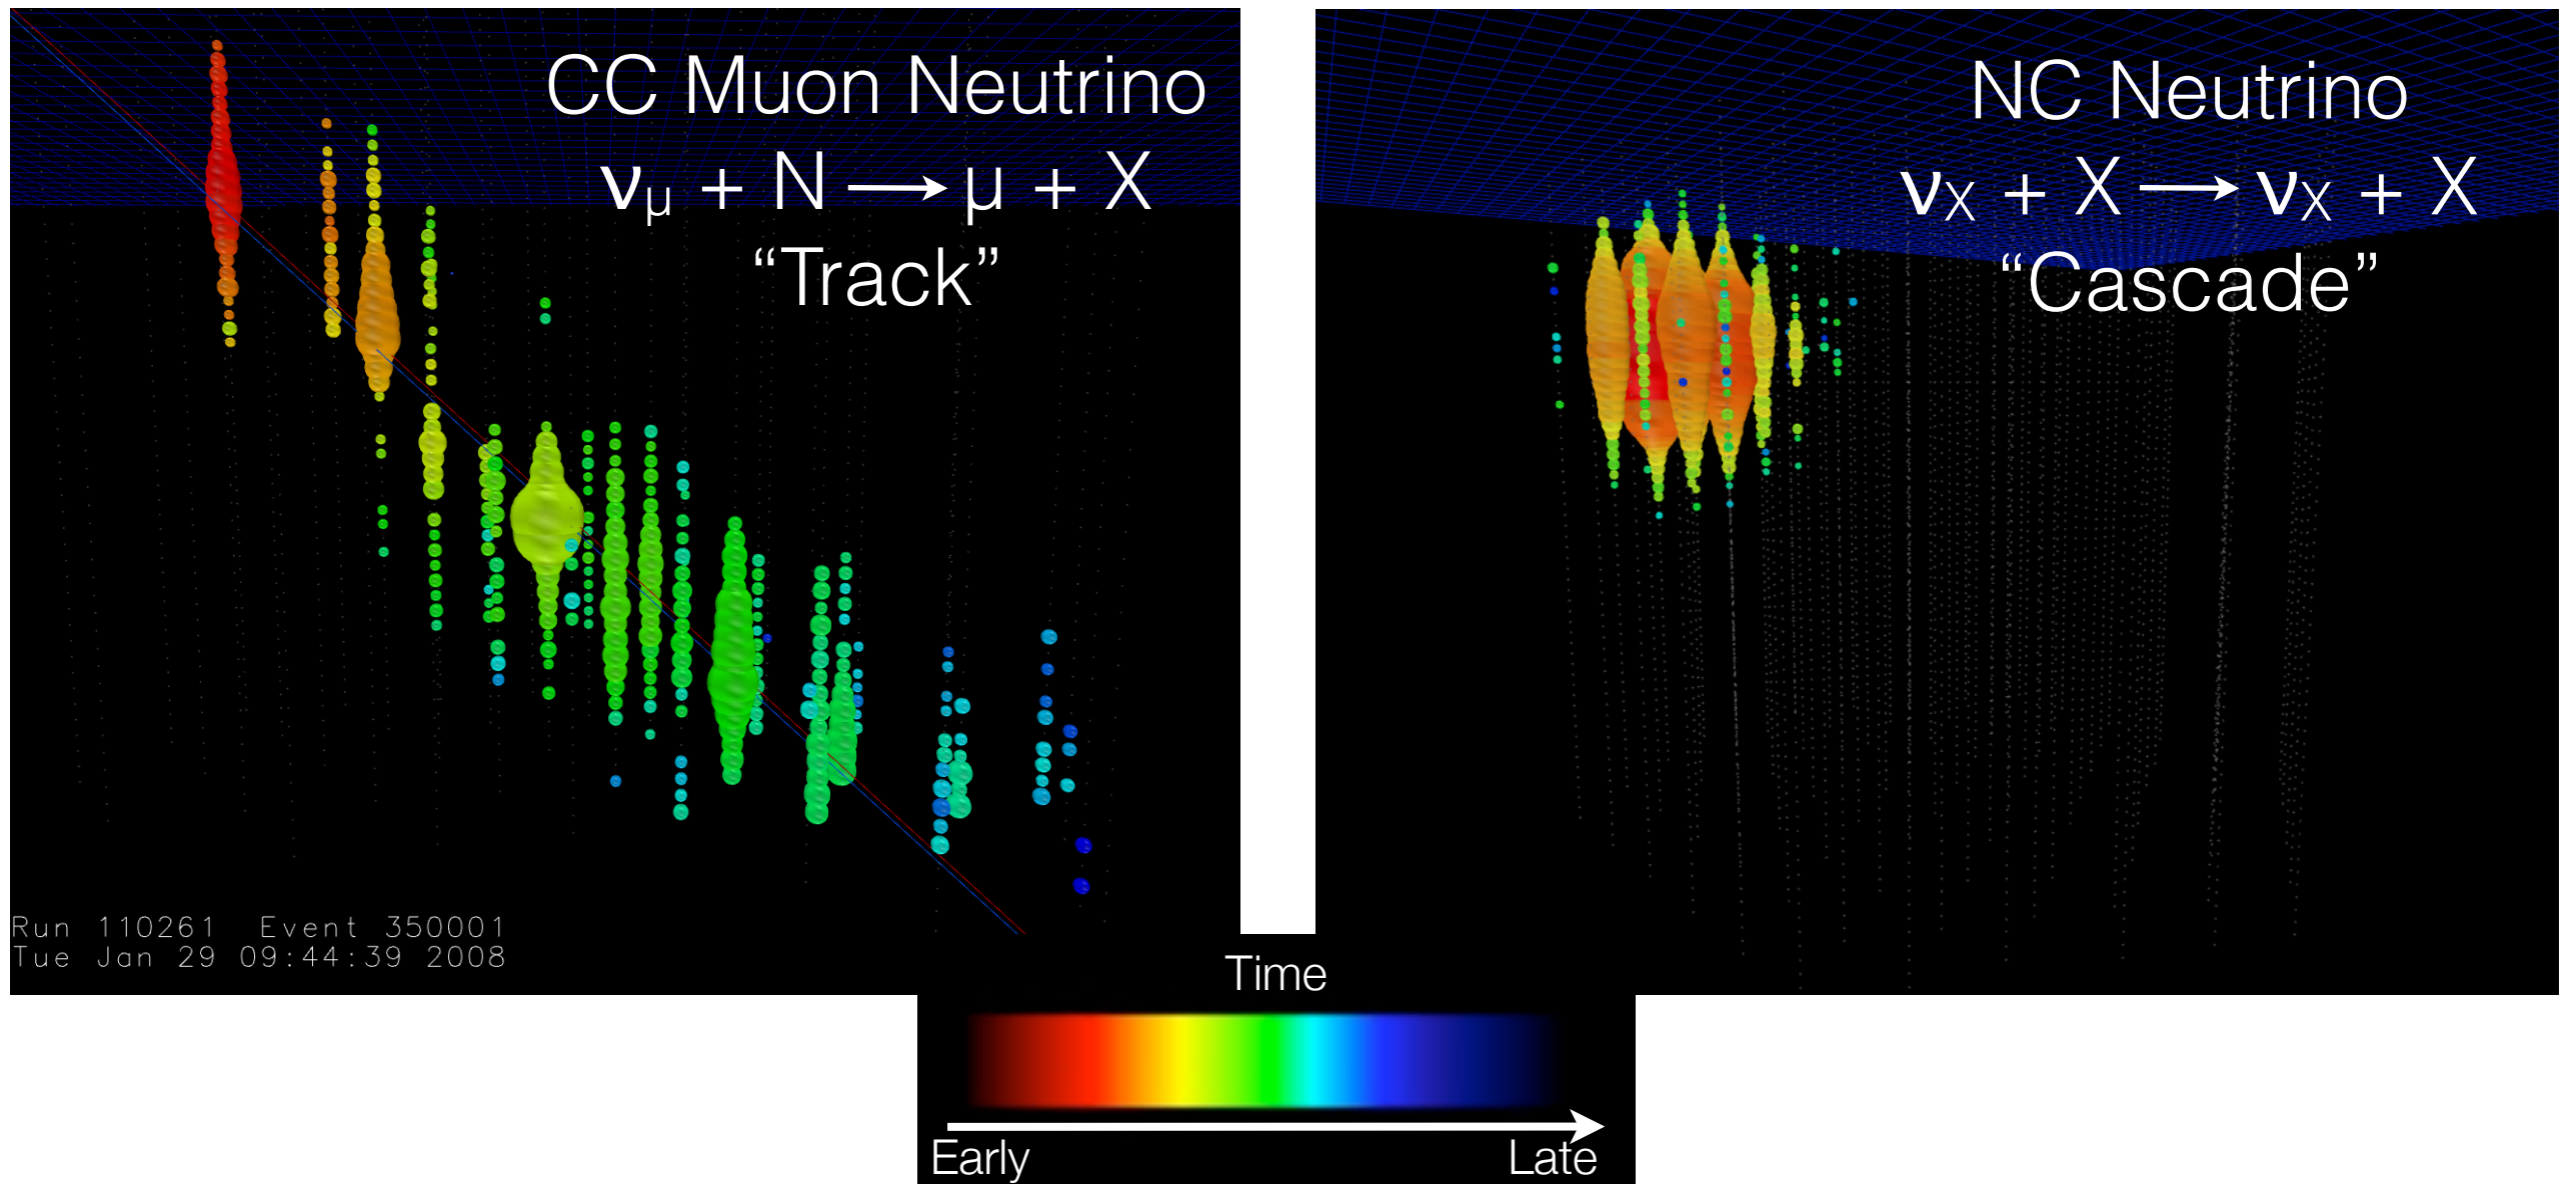 CC Muon Neutrino
νμ + N → μ + X
“Track”
NC Neutrino
νX + X → νX + X
“Cascade”
Run 110261 Event 350001
Tue Jan 29 09:44:39 2008
Time
Early
Late